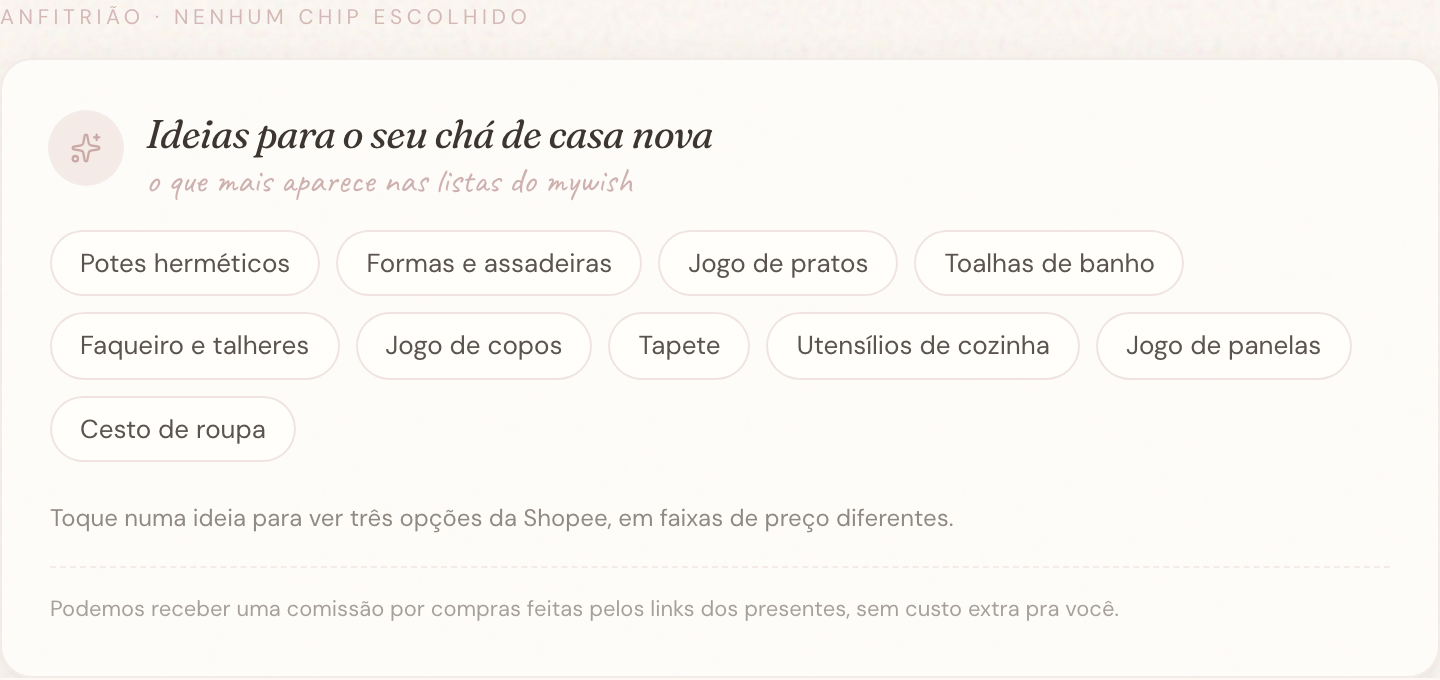 ANFITRIÃO · NENHUM CHIP ESCOLHIDO
Ideias para o seu chá de casa nova
o que mais aparece nas listas do mywish
Potes herméticos Formas e assadeiras Jogo de pratos Toalhas de banho
Faqueiro e talheres Jogo de copos Tapete Utensílios de cozinha Jogo de panelas
Cesto de roupa
Toque numa ideia para ver três opções da Shopee, em faixas de preço diferentes.
Podemos receber uma comissão por compras feitas pelos links dos presentes, sem custo extra pra você.